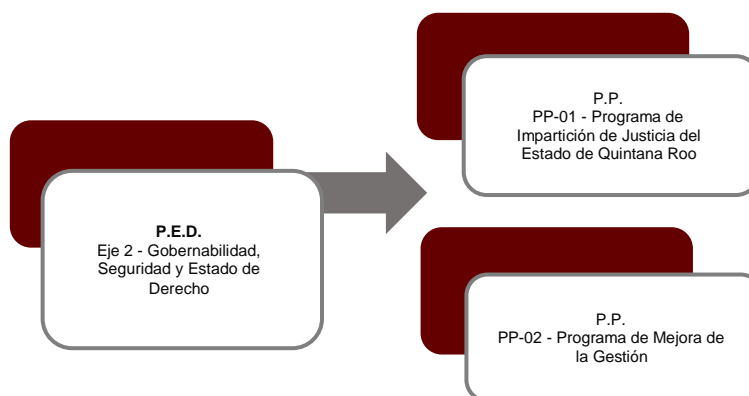 P.E.D.
Eje 2 - Gobernabilidad,
Seguridad y Estado de
Derecho
P.P.
PP-01 - Programa de
Impartición de Justicia del
Estado de Quintana Roo
P.P.
PP-02 - Programa de Mejora de
la Gestión